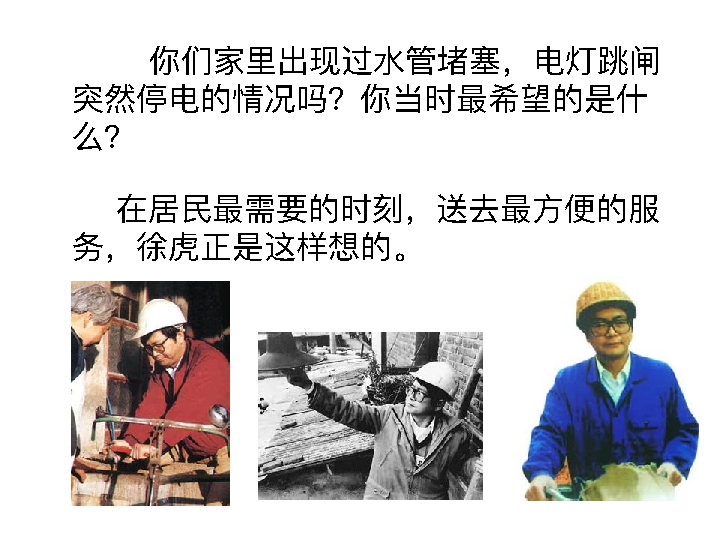 你们家里出现过水管堵塞，电灯跳闸
突然停电的情况吗？你当时最希望的是什
么？
在居民最需要的时刻，送去最方便的服
务，徐虎正是这样想的。